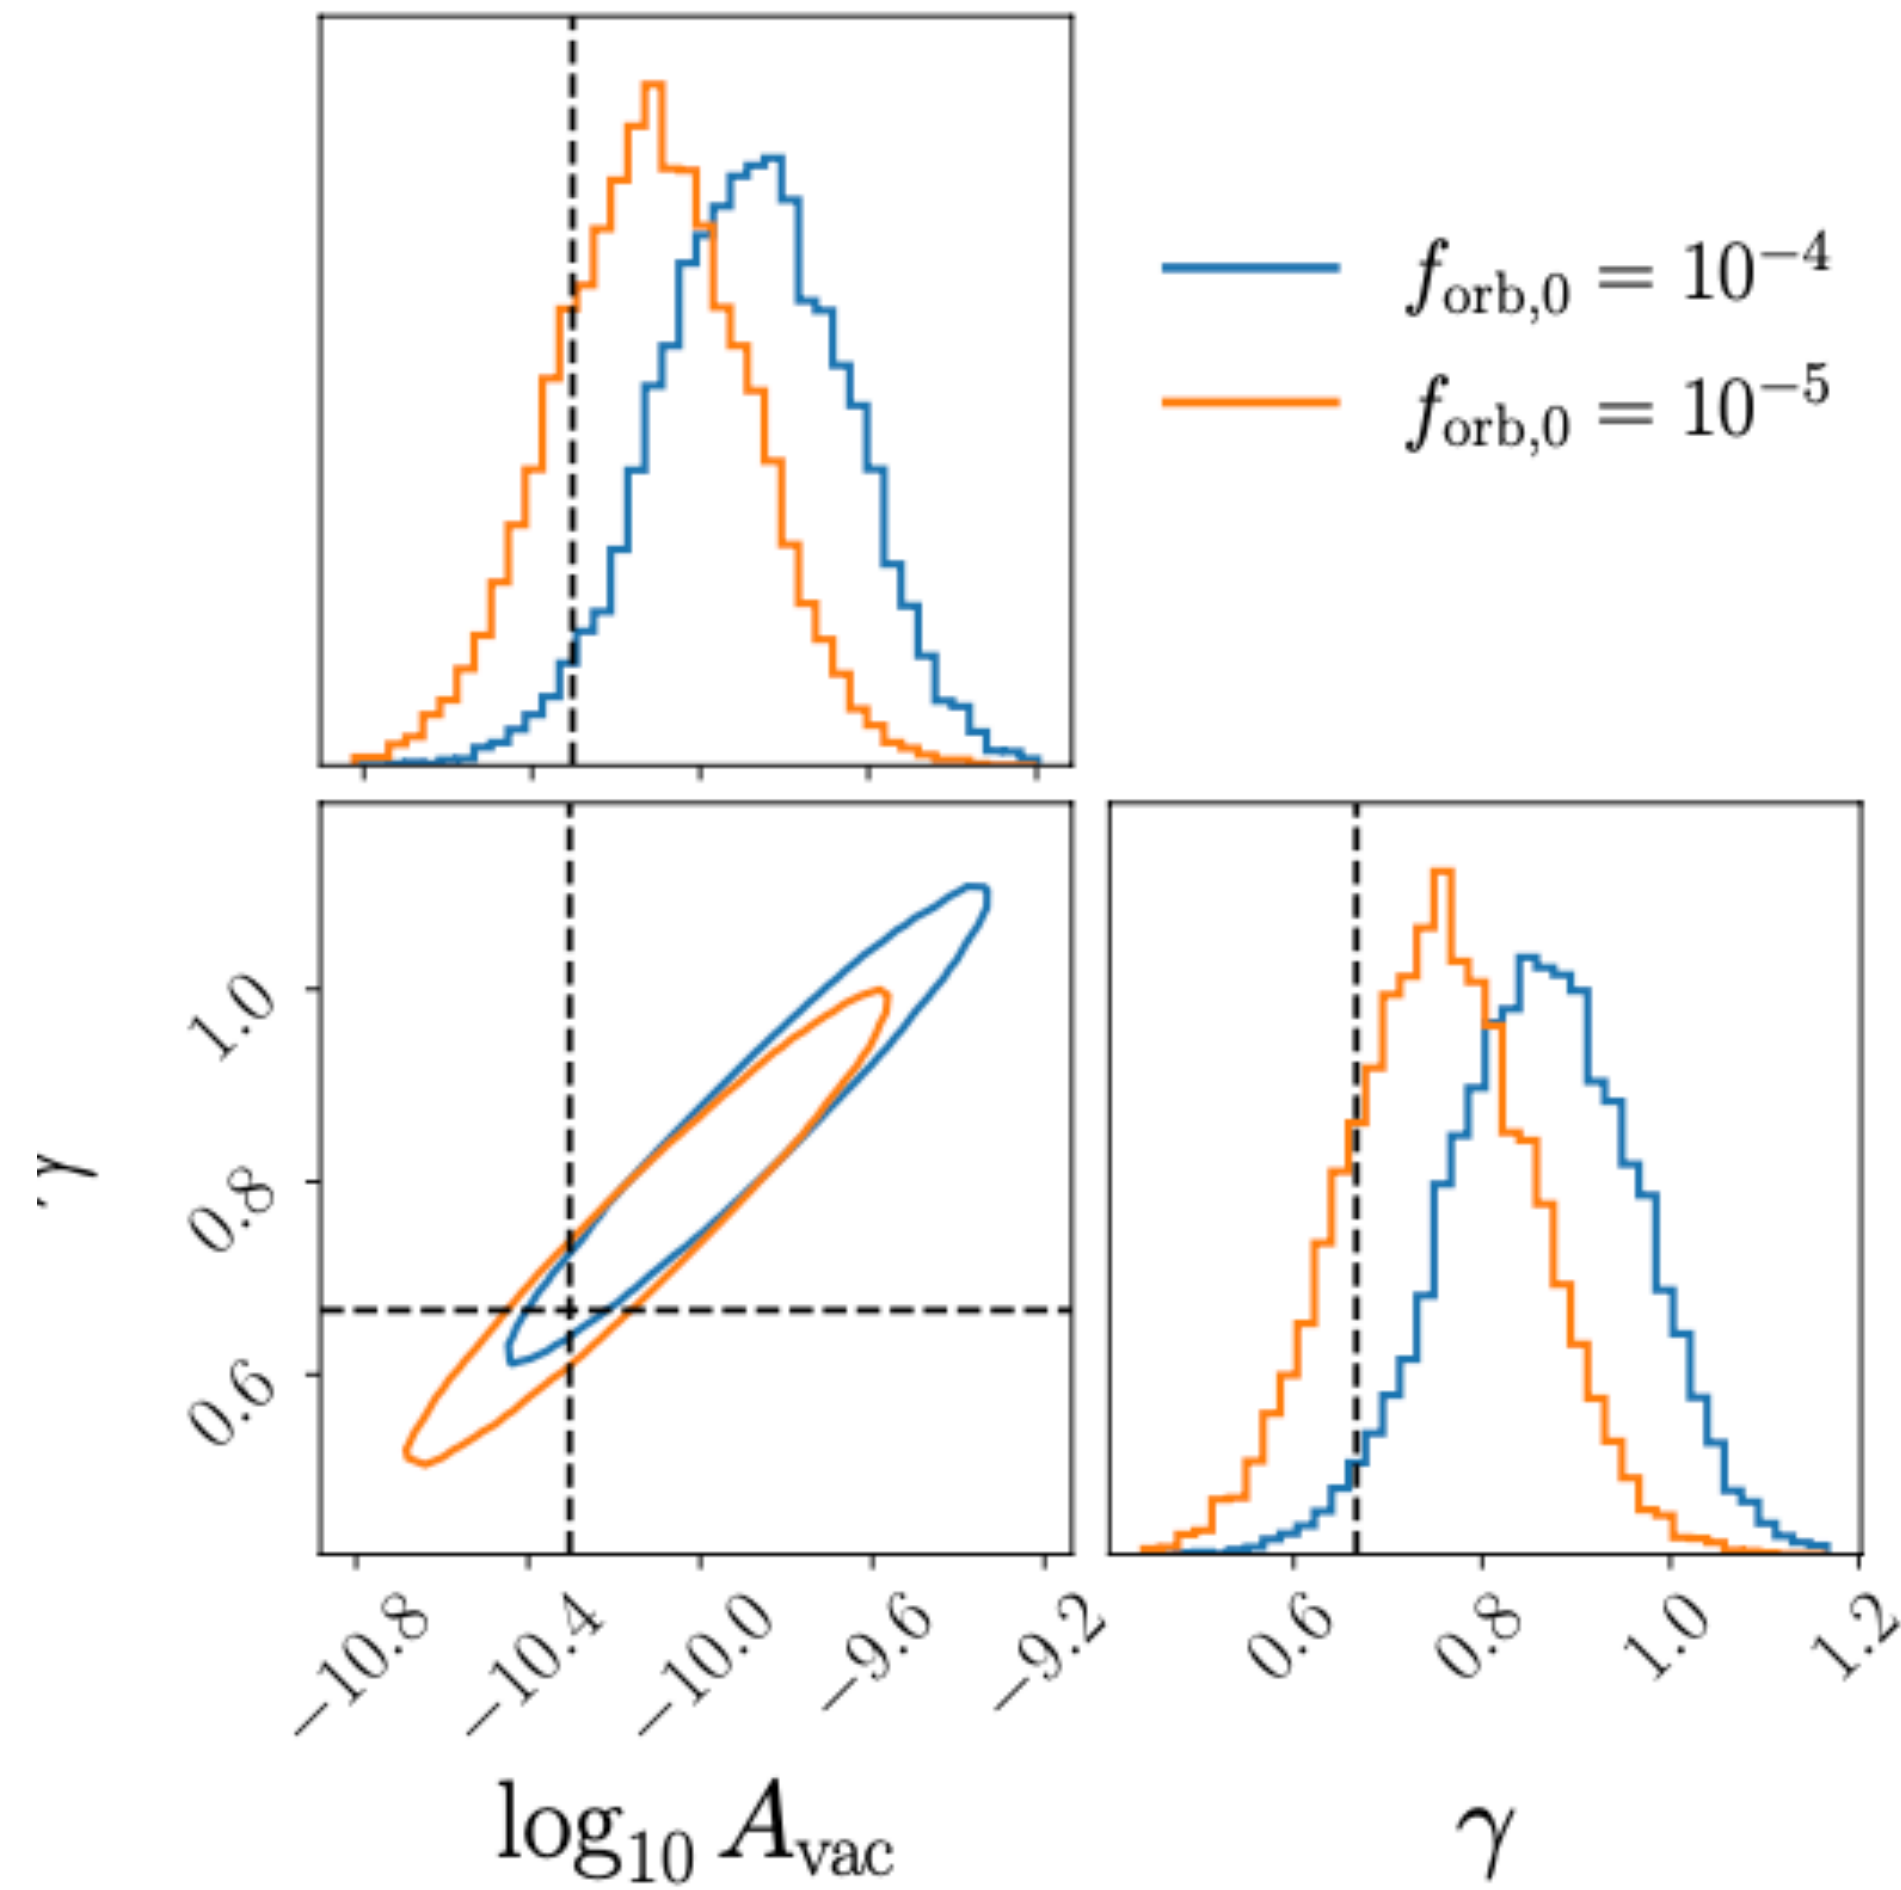 f_orb,0 = 10^−4
f_orb,0 = 10^−5
γ
1.0
0.8
0.6
−10.8 −10.4 −10.0 −9.6 −9.2
0.6 0.8 1.0 1.2
log_10 A_vac
γ